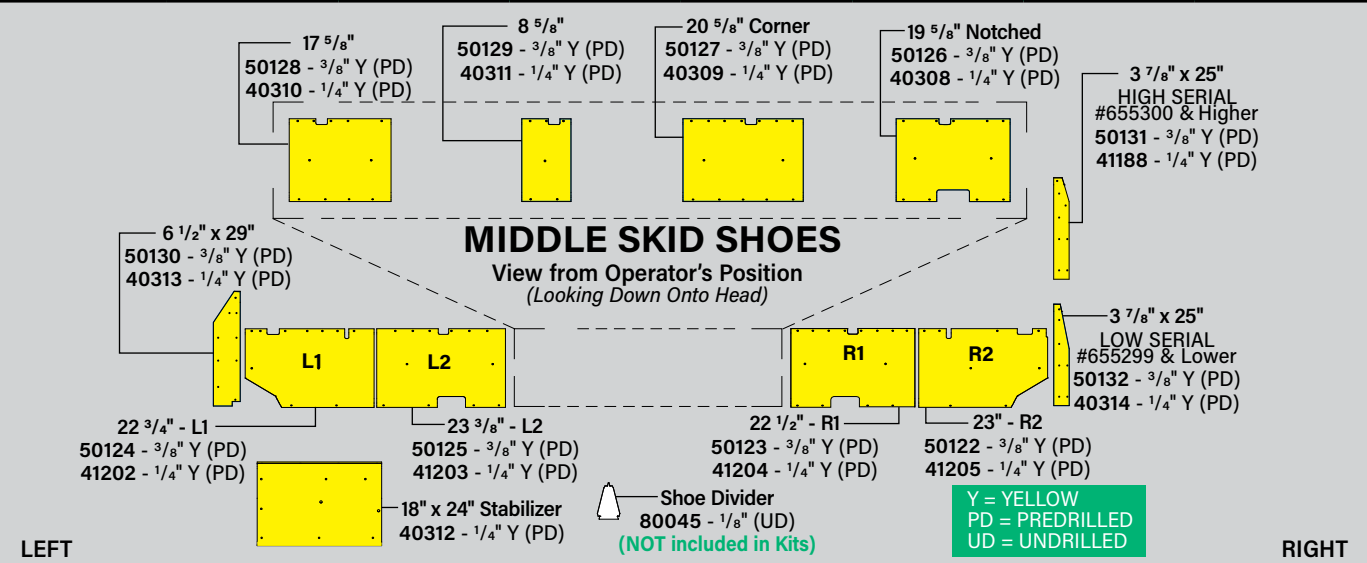 17 5/8"
50128 - 3/8" Y (PD)
40310 - 1/4" Y (PD)
8 5/8"
50129 - 3/8" Y (PD)
40311 - 1/4" Y (PD)
20 5/8" Corner
50127 - 3/8" Y (PD)
40309 - 1/4" Y (PD)
19 5/8" Notched
50126 - 3/8" Y (PD)
40308 - 1/4" Y (PD)
3 7/8" x 25"
HIGH SERIAL
#655300 & Higher
50131 - 3/8" Y (PD)
41188 - 1/4" Y (PD)
6 1/2" x 29"
50130 - 3/8" Y (PD)
40313 - 1/4" Y (PD)
MIDDLE SKID SHOES
View from Operator's Position
(Looking Down Onto Head)
3 7/8" x 25"
LOW SERIAL
#655299 & Lower
50132 - 3/8" Y (PD)
40314 - 1/4" Y (PD)
L1
L2
R1
R2
22 3/4" - L1
50124 - 3/8" Y (PD)
41202 - 1/4" Y (PD)
23 3/8" - L2
50125 - 3/8" Y (PD)
41203 - 1/4" Y (PD)
22 1/2" - R1
50123 - 3/8" Y (PD)
41204 - 1/4" Y (PD)
23" - R2
50122 - 3/8" Y (PD)
41205 - 1/4" Y (PD)
18" x 24" Stabilizer
40312 - 1/4" Y (PD)
Shoe Divider
80045 - 1/8" (UD)
(NOT included in Kits)
Y = YELLOW
PD = PREDRILLED
UD = UNDRILLED
LEFT
RIGHT